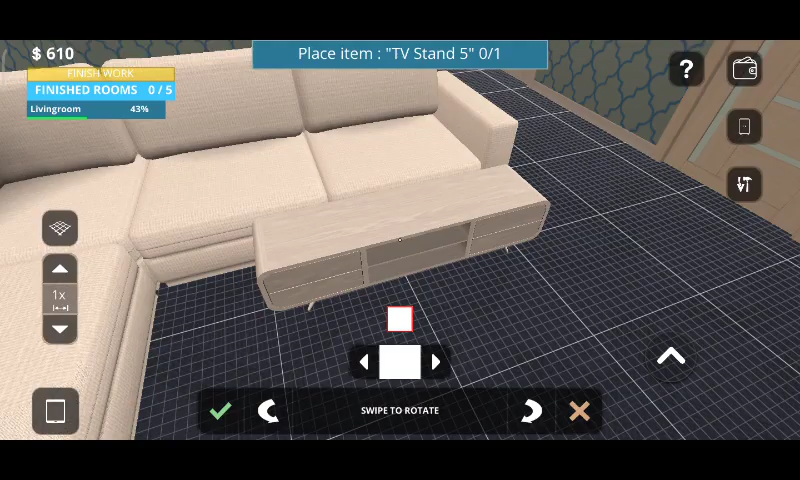 $ 610
Place item : "TV Stand 5" 0/1
FINISH WORK
FINISHED ROOMS 0 / 5
Livingroom 43%
?
1x
SWIPE TO ROTATE